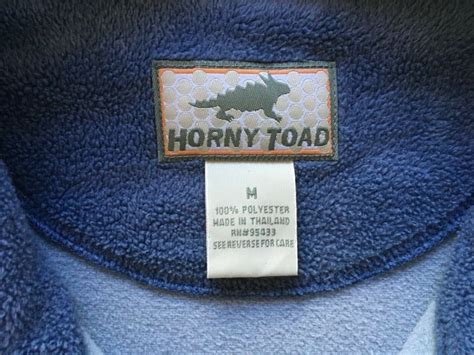 HORNY TOAD
M
100% POLYESTER
MADE IN THAILAND
RN#95433
SEE REVERSE FOR CARE